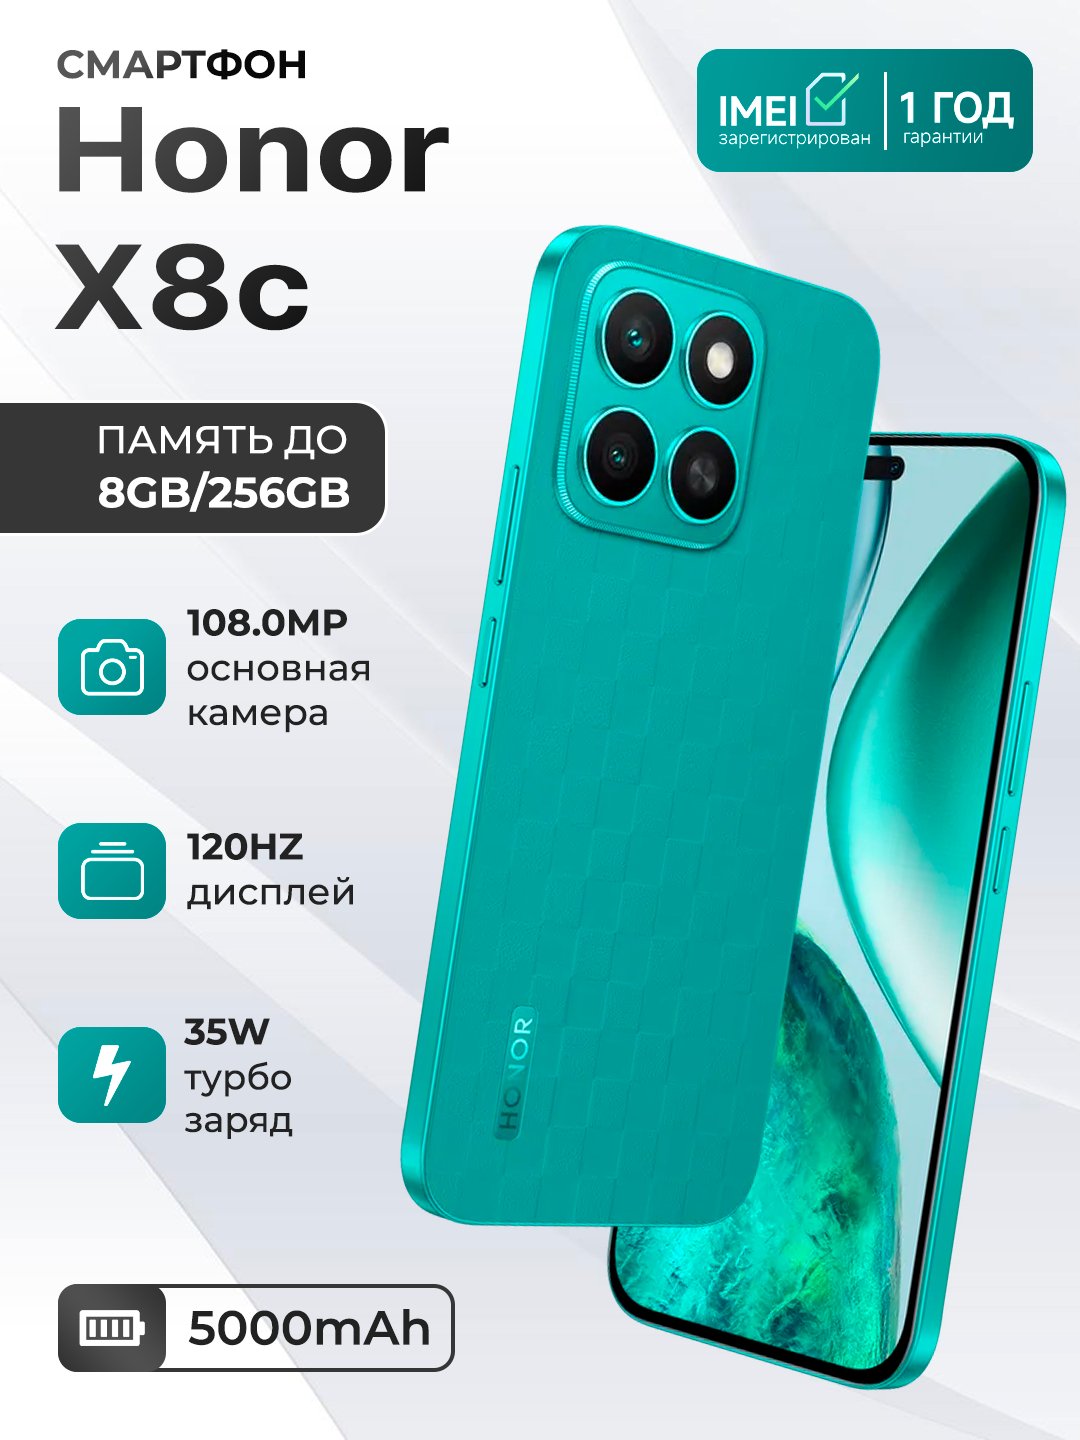 СМАРТФОН
Honor
X8c
IMEI
зарегистрирован
1 ГОД
гарантии
ПАМЯТЬ ДО
8GB/256GB
108.0MP
основная
камера
120HZ
дисплей
35W
турбо
заряд
HONOR
5000mAh